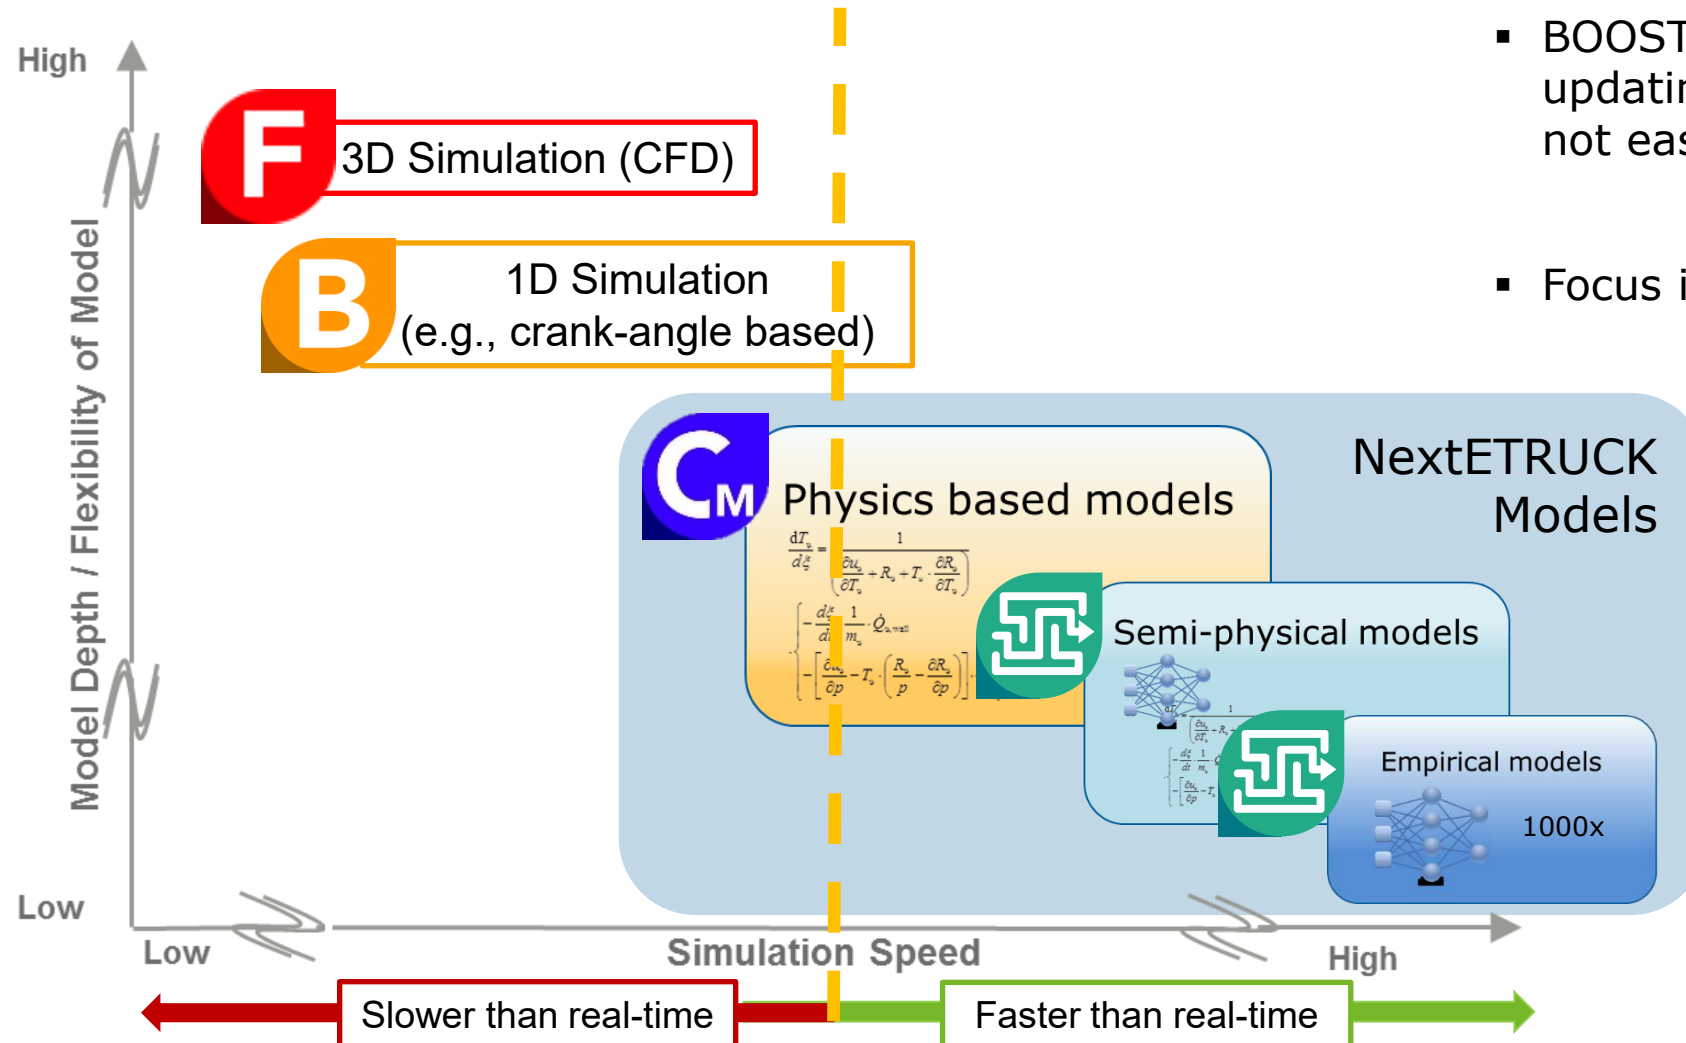 High
F
3D Simulation (CFD)
B
1D Simulation
(e.g., crank-angle based)
Model Depth / Flexibility of Model
▪ BOOST
updatin
not eas
▪ Focus i
NextETRUCK
Models
CM
Physics based models
Semi-physical models
Empirical models
1000x
Low
Low
Simulation Speed
High
Slower than real-time
Faster than real-time